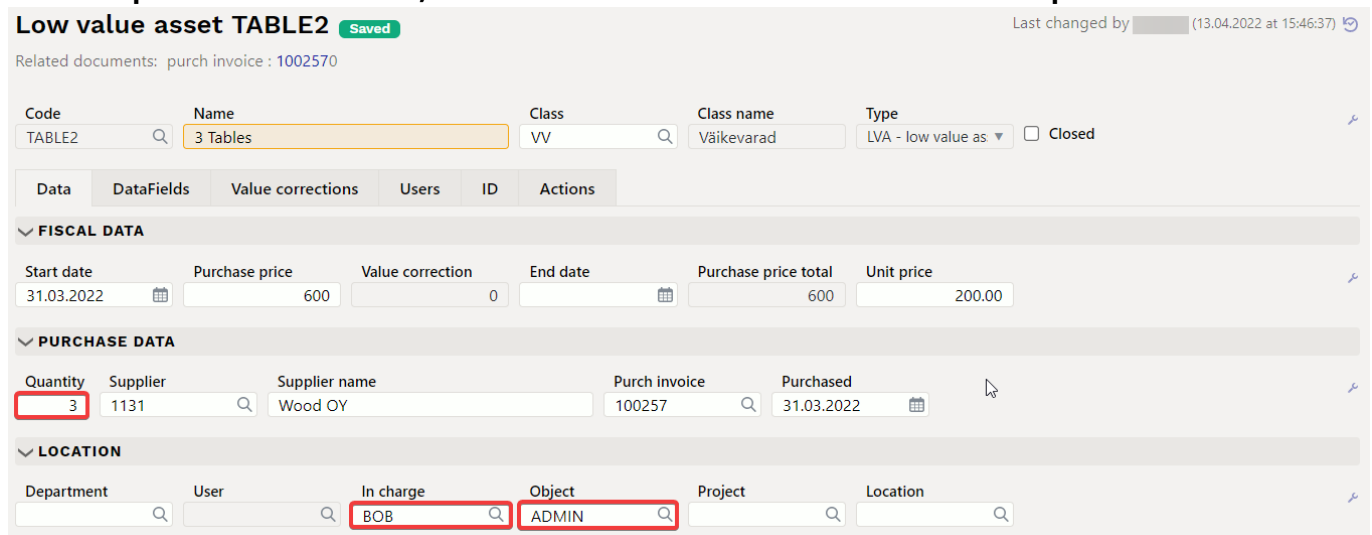 Low value asset TABLE2 Saved Last changed by (13.04.2022 at 15:46:37)
Related documents: purch invoice : 1002570
Code Name Class Class name Type
TABLE2 3 Tables VV Väikevarad LVA - low value as Closed
Data DataFields Value corrections Users ID Actions
FISCAL DATA
Start date Purchase price Value correction End date Purchase price total Unit price
31.03.2022 600 0 600 200.00
PURCHASE DATA
Quantity Supplier Supplier name Purch invoice Purchased
3 1131 Wood OY 100257 31.03.2022
LOCATION
Department User In charge Object Project Location
BOB ADMIN